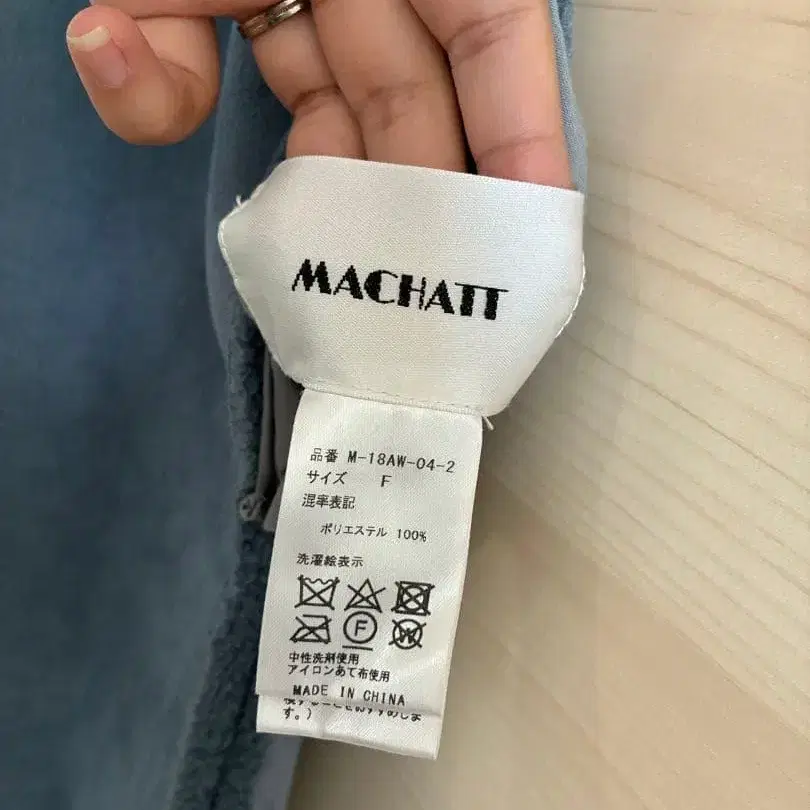 MACHATT
品番 M-18AW-04-2
サイズ F
混率表記
ポリエステル 100%
洗濯絵表示
F
W
中性洗剤使用
アイロンあて布使用
MADE IN CHINA
す。)